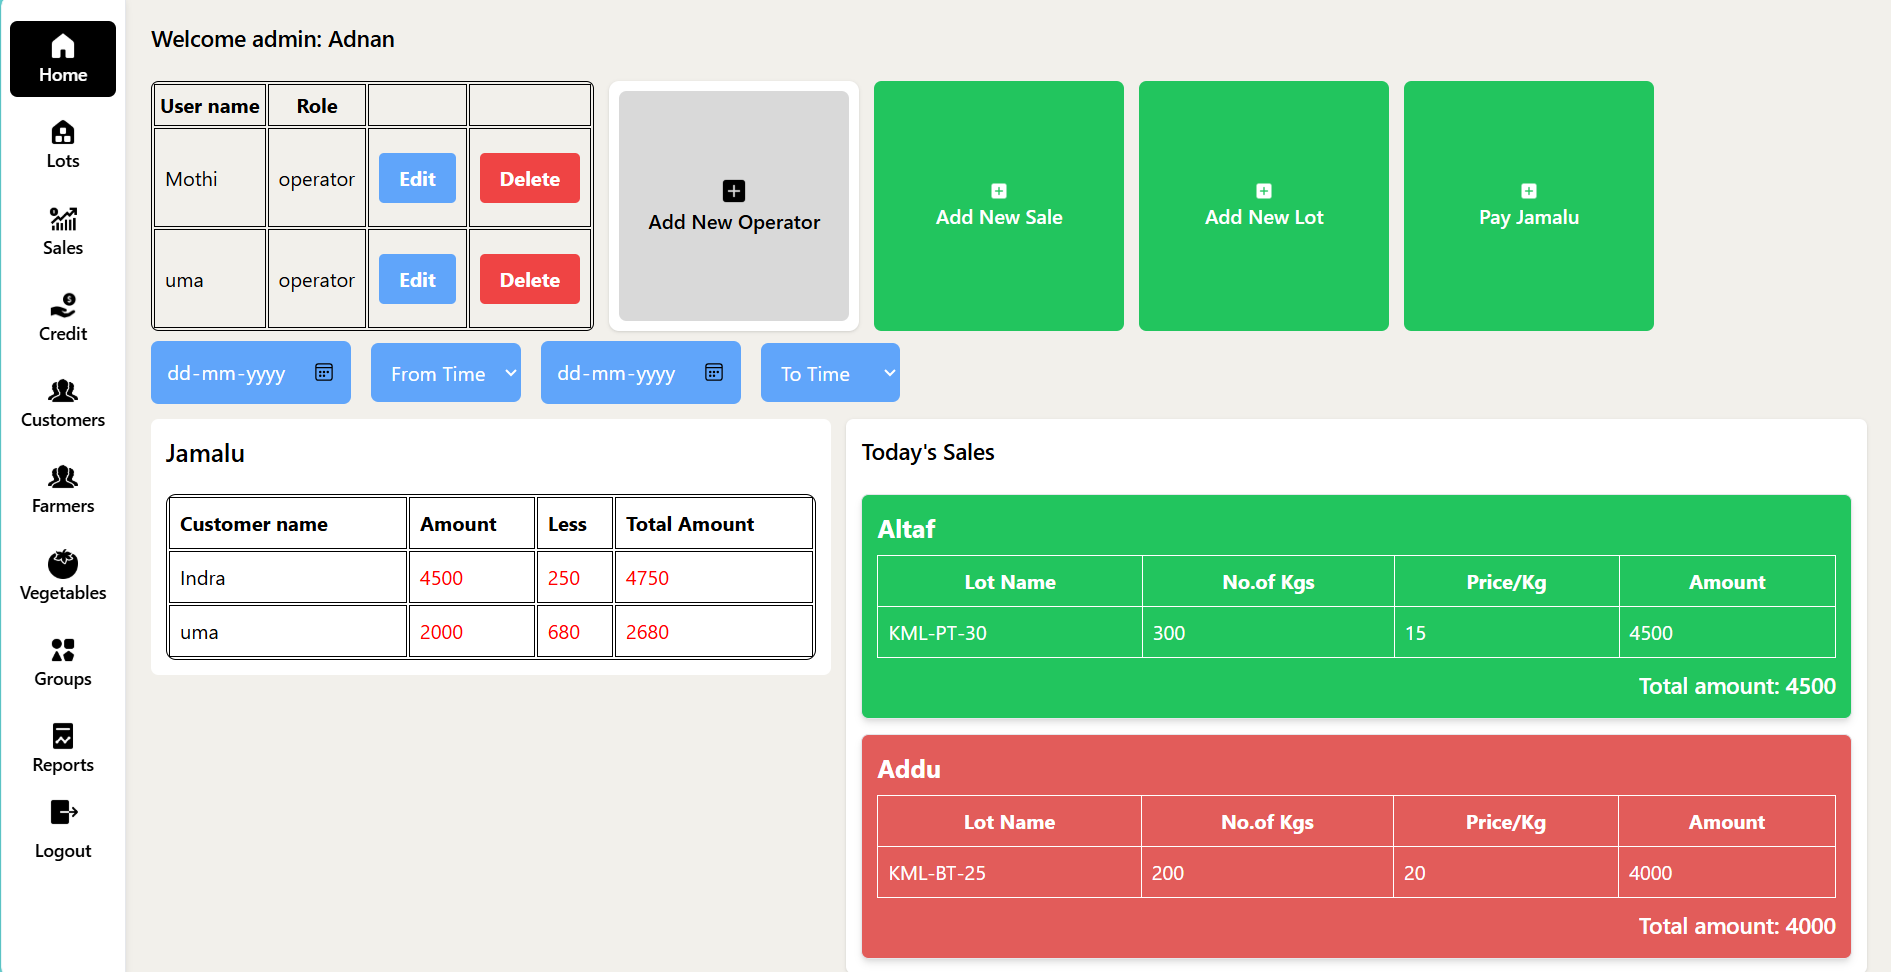 Home
Lots
Sales
Credit
Customers
Farmers
Vegetables
Groups
Reports
Logout
Welcome admin: Adnan
User name Role
Mothi operator Edit Delete
uma operator Edit Delete
Add New Operator
Add New Sale
Add New Lot
Pay Jamalu
dd-mm-yyyy From Time dd-mm-yyyy To Time
Jamalu
Customer name Amount Less Total Amount
Indra 4500 250 4750
uma 2000 680 2680
Today's Sales
Altaf
Lot Name No.of Kgs Price/Kg Amount
KML-PT-30 300 15 4500
Total amount: 4500
Addu
Lot Name No.of Kgs Price/Kg Amount
KML-BT-25 200 20 4000
Total amount: 4000